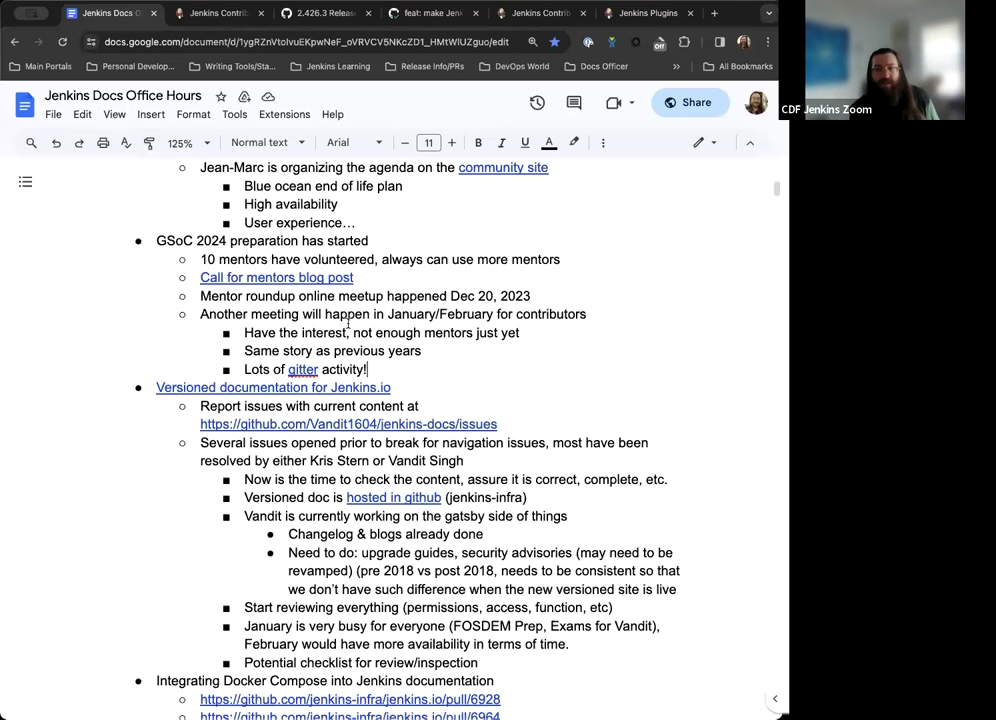 Jenkins Docs O
Jenkins Contrib
2.426.3 Releas
feat: make Jen
Jenkins Contrib
Jenkins Plugins
docs.google.com/document/d/1ygRZnVtoIvuEKpwNeF_oVRVCV5NKcZD1_HMtWlUZguo/edit
Off
Main Portals
Personal Develop...
Writing Tools/Sta...
Jenkins Learning
Release Info/PRs
DevOps World
Docs Officer
All Bookmarks
CDF Jenkins Zoom
Jenkins Docs Office Hours
File Edit View Insert Format Tools Extensions Help
Share
125% Normal text Arial 11 B I U A
Jean-Marc is organizing the agenda on the community site
Blue ocean end of life plan
High availability
User experience…
GSoC 2024 preparation has started
10 mentors have volunteered, always can use more mentors
Call for mentors blog post
Mentor roundup online meetup happened Dec 20, 2023
Another meeting will happen in January/February for contributors
Have the interest, not enough mentors just yet
Same story as previous years
Lots of gitter activity!
Versioned documentation for Jenkins.io
Report issues with current content at
https://github.com/Vandit1604/jenkins-docs/issues
Several issues opened prior to break for navigation issues, most have been
resolved by either Kris Stern or Vandit Singh
Now is the time to check the content, assure it is correct, complete, etc.
Versioned doc is hosted in github (jenkins-infra)
Vandit is currently working on the gatsby side of things
Changelog & blogs already done
Need to do: upgrade guides, security advisories (may need to be
revamped) (pre 2018 vs post 2018, needs to be consistent so that
we don't have such difference when the new versioned site is live
Start reviewing everything (permissions, access, function, etc)
January is very busy for everyone (FOSDEM Prep, Exams for Vandit),
February would have more availability in terms of time.
Potential checklist for review/inspection
Integrating Docker Compose into Jenkins documentation
https://github.com/jenkins-infra/jenkins.io/pull/6928
https://github.com/jenkins-infra/jenkins.io/pull/6964